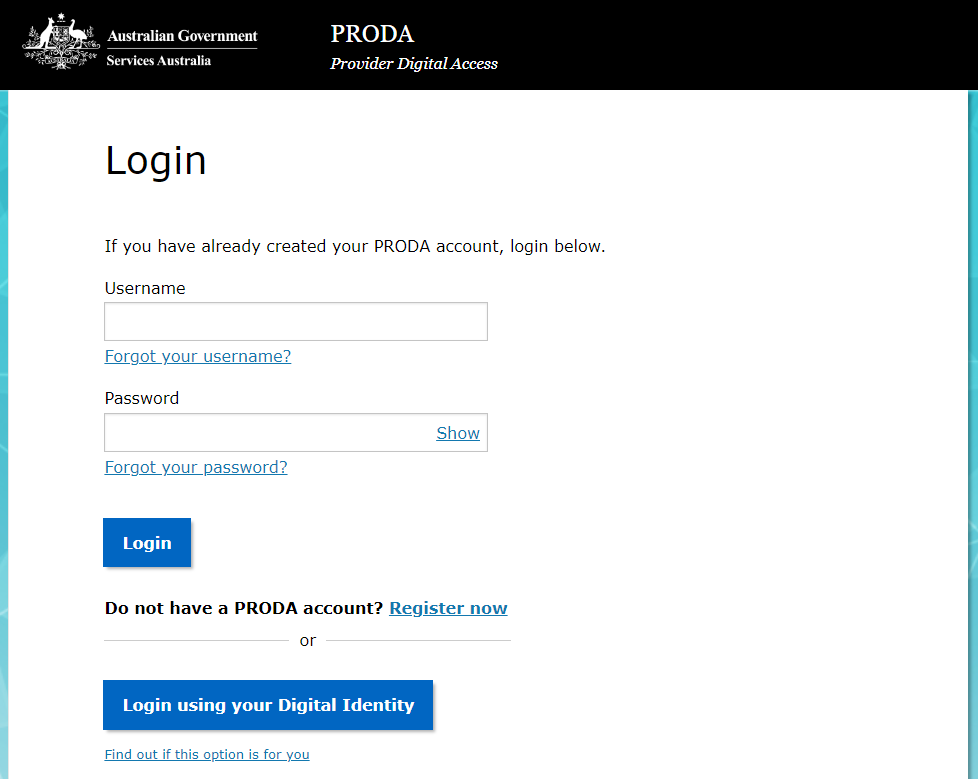 Australian Government
Services Australia
PRODA
Provider Digital Access
Login
If you have already created your PRODA account, login below.
Username
Forgot your username?
Password
Show
Forgot your password?
Login
Do not have a PRODA account? Register now
or
Login using your Digital Identity
Find out if this option is for you